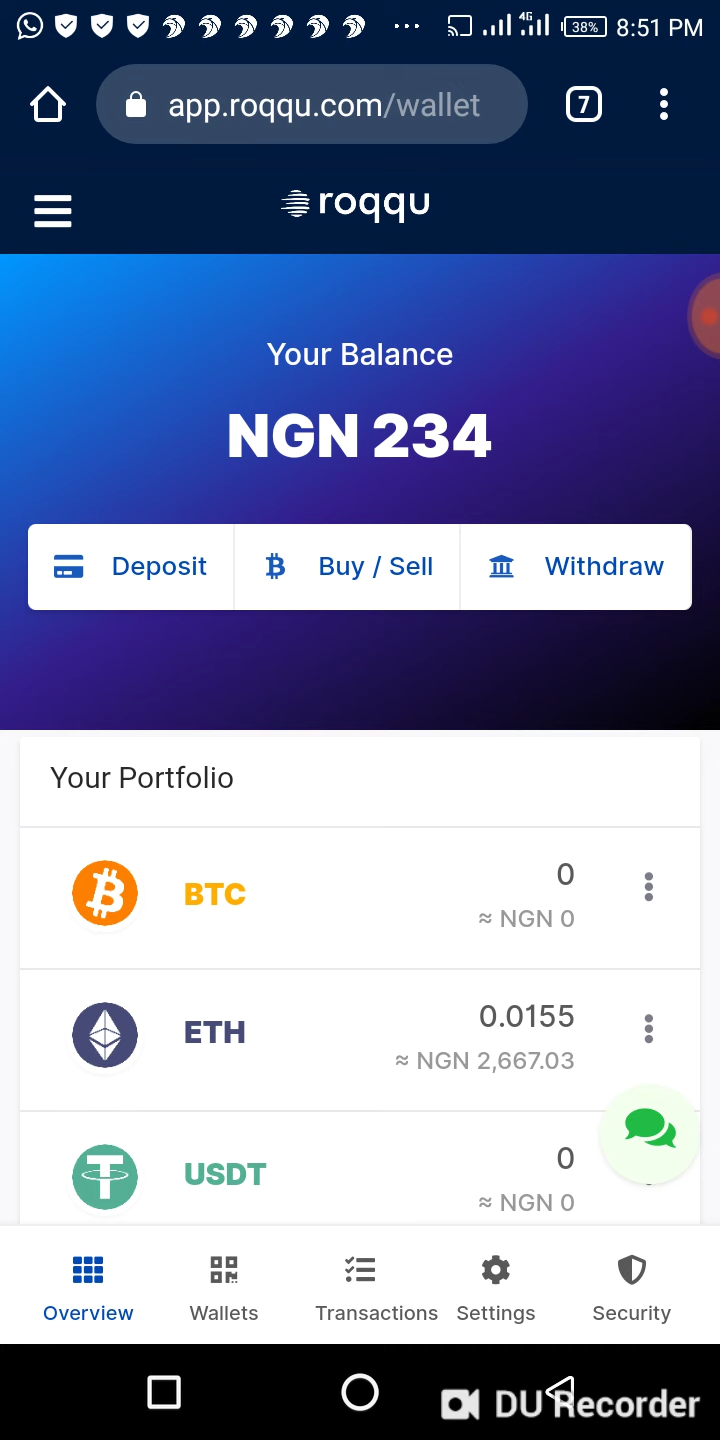 4G 38% 8:51 PM
app.roqqu.com/wallet 7
roqqu
Your Balance
NGN 234
Deposit Buy / Sell Withdraw
Your Portfolio
BTC 0
≈ NGN 0
ETH 0.0155
≈ NGN 2,667.03
USDT 0
≈ NGN 0
Overview Wallets Transactions Settings Security
DU Recorder